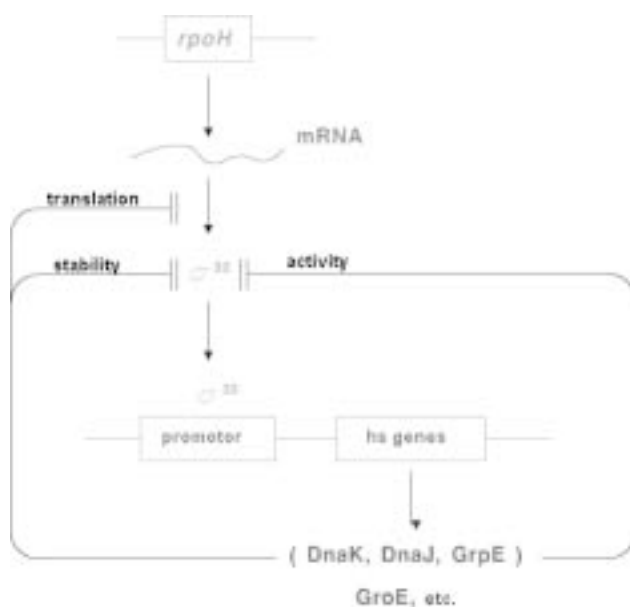 rpoH
mRNA
translation
stability
σ 32
activity
σ 32
promotor
hs genes
( DnaK, DnaJ, GrpE )
GroE, etc.